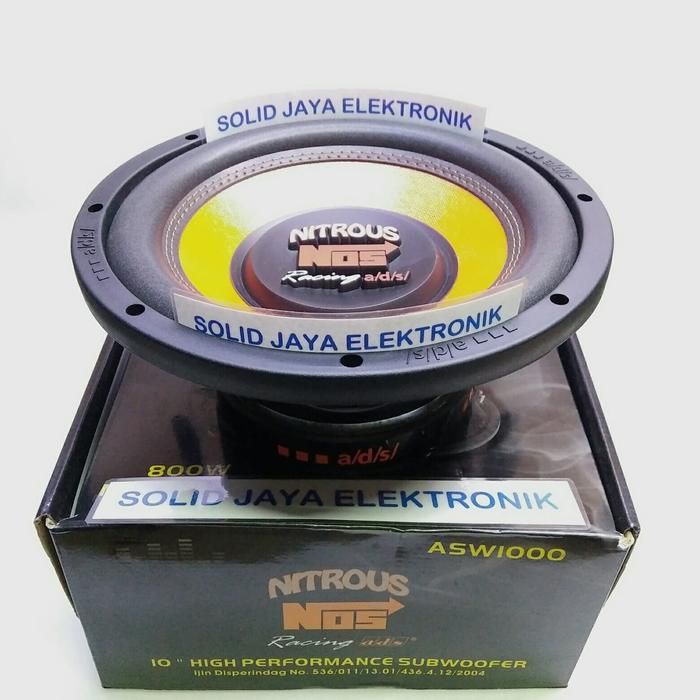 SOLID JAYA ELEKTRONIK
a/d/s/
a/d/s/
NITROUS
NOS
Racing a/d/s/
SOLID JAYA ELEKTRONIK
a/d/s/
a/d/s/
800W
SOLID JAYA ELEKTRONIK
ASW1000
NITROUS
NOS
Racing a/d/s/®
10" HIGH PERFORMANCE SUBWOOFER
Ijin Disperindag No. 536/011/13.01/436.4.12/2004